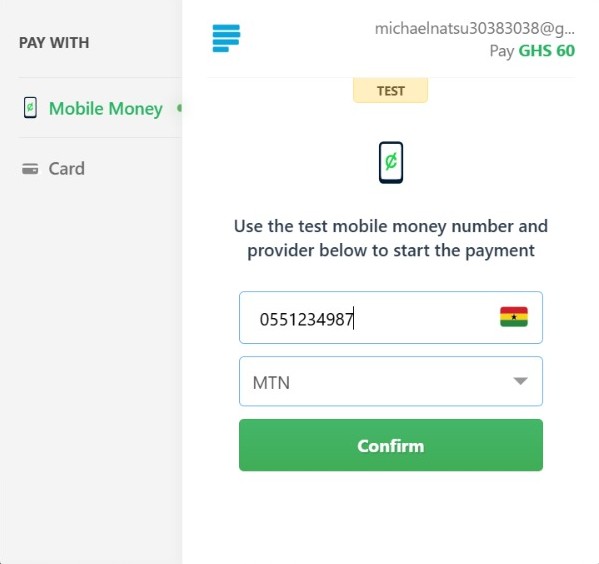 PAY WITH
Mobile Money
Card
michaelnatsu30383038@g...
Pay GHS 60
TEST
Use the test mobile money number and
provider below to start the payment
0551234987
MTN
Confirm